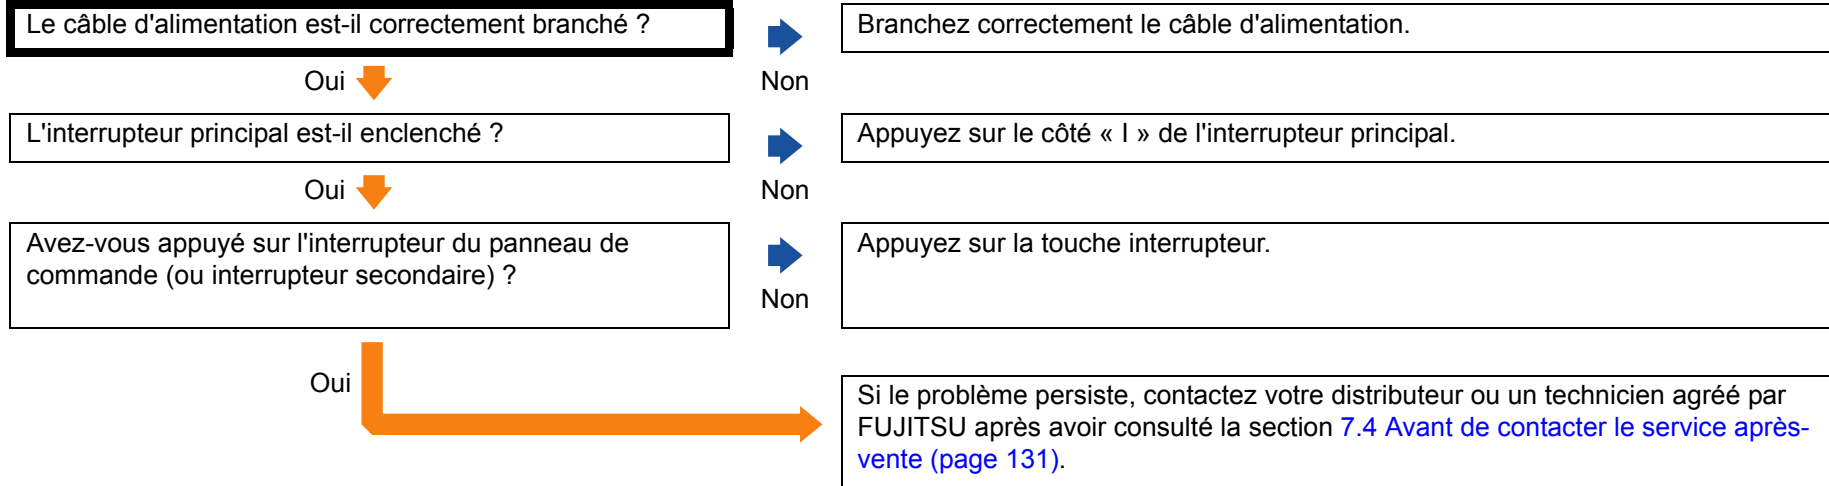 Le câble d'alimentation est-il correctement branché ?
Branchez correctement le câble d'alimentation.
Oui
Non
L'interrupteur principal est-il enclenché ?
Appuyez sur le côté « I » de l'interrupteur principal.
Oui
Non
Avez-vous appuyé sur l'interrupteur du panneau de
commande (ou interrupteur secondaire) ?
Appuyez sur la touche interrupteur.
Non
Oui
Si le problème persiste, contactez votre distributeur ou un technicien agréé par
FUJITSU après avoir consulté la section 7.4 Avant de contacter le service après-
vente (page 131).